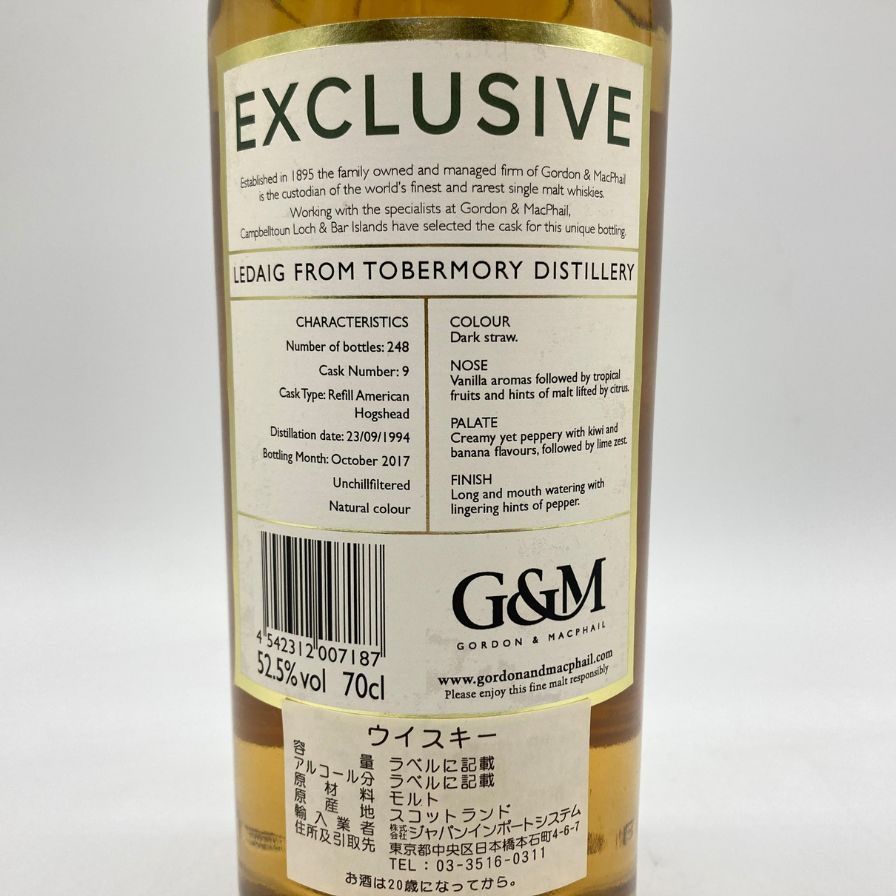 EXCLUSIVE
Established in 1895 the family owned and managed firm of Gordon & MacPhail
is the custodian of the world's finest and rarest single malt whiskies.
Working with the specialists at Gordon & MacPhail,
Campbelltoun Loch & Bar Islands have selected the cask for this unique bottling.
LEDAIG FROM TOBERMORY DISTILLERY
CHARACTERISTICS
Number of bottles: 248
Cask Number: 9
Cask Type: Refill American
Hogshead
Distillation date: 23/09/1994
Bottling Month: October 2017
Unchillfiltered
Natural colour
COLOUR
Dark straw.
NOSE
Vanilla aromas followed by tropical
fruits and hints of malt lifted by citrus.
PALATE
Creamy yet peppery with kiwi and
banana flavours, followed by lime zest.
FINISH
Long and mouth watering with
lingering hints of pepper.
4 542312 007187
52.5%vol 70cl
G&M
GORDON & MACPHAIL
www.gordonandmacphail.com
Please enjoy this fine malt responsibly
ウイスキー
容量 ラベルに記載
アルコール分 ラベルに記載
原材料 モルト
原産地 スコットランド
輸入業者 株式会社ジャパンインポートシステム
住所及引取先 東京都中央区日本橋本石町4-6-7
TEL:03-3516-0311
お酒は20歳になってから。